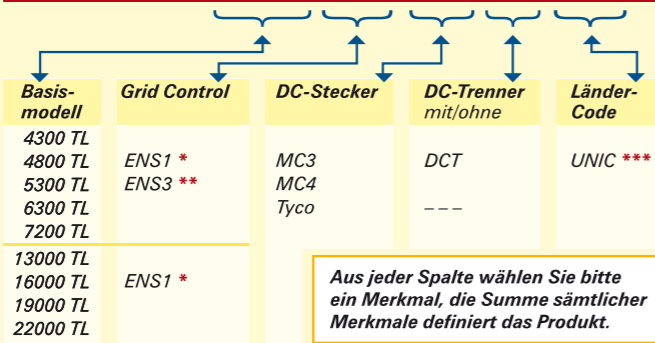 Basis- Grid Control DC-Stecker DC-Trenner Länder-
modell mit/ohne Code
4300 TL
4800 TL ENS1 * MC3 DCT UNIC ***
5300 TL ENS3 ** MC4
6300 TL Tyco – – –
7200 TL
13000 TL
16000 TL ENS1 *
19000 TL
22000 TL
Aus jeder Spalte wählen Sie bitte
ein Merkmal, die Summe sämtlicher
Merkmale definiert das Produkt.